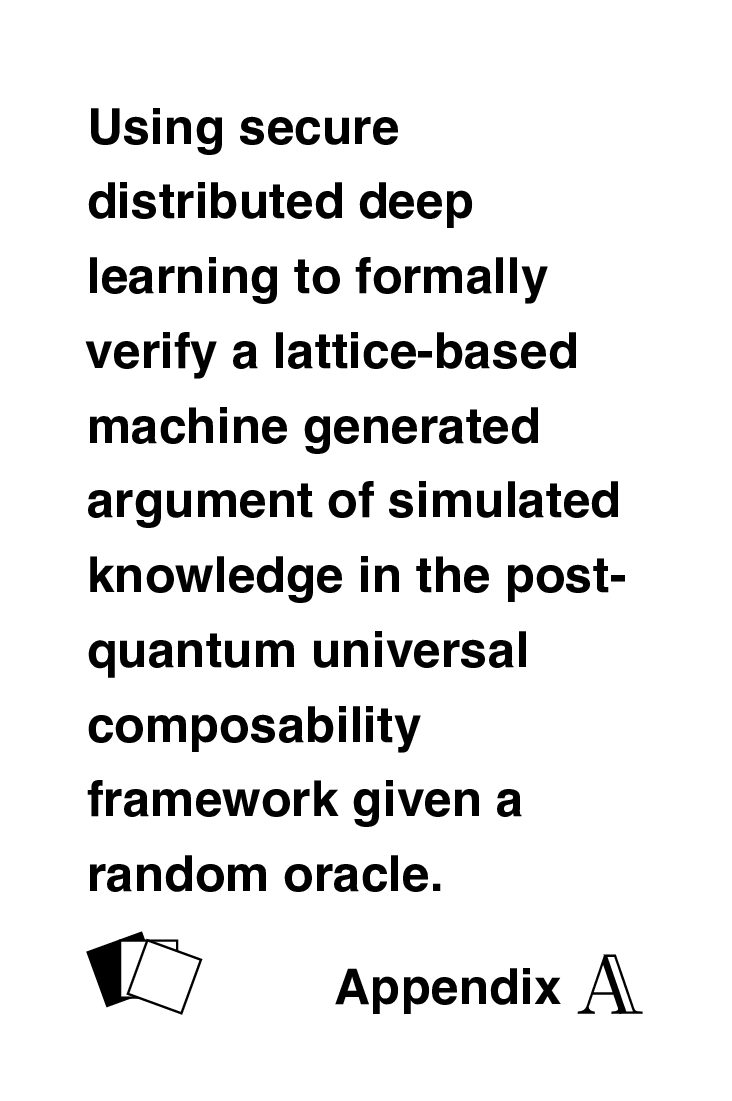 Using secure
distributed deep
learning to formally
verify a lattice-based
machine generated
argument of simulated
knowledge in the post-
quantum universal
composability
framework given a
random oracle.
Appendix 𝔸